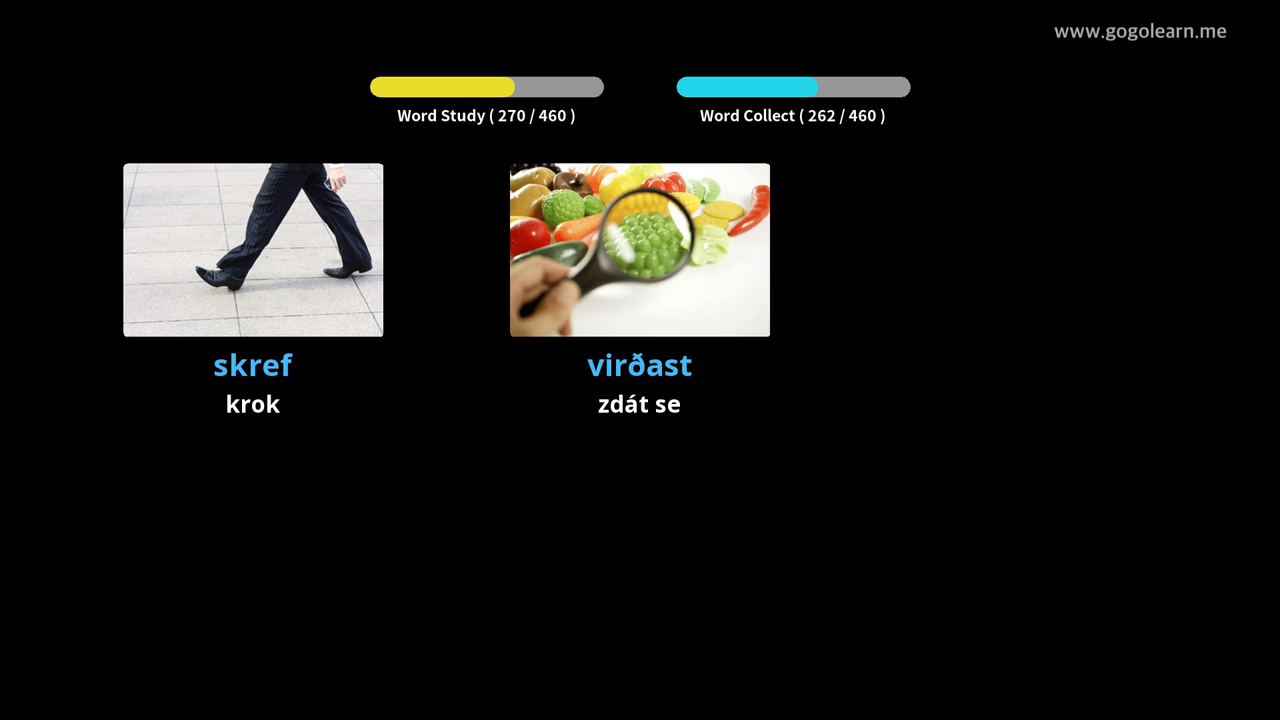 www.gogolearn.me
Word Study ( 270 / 460 )
Word Collect ( 262 / 460 )
skref
krok
virðast
zdát se